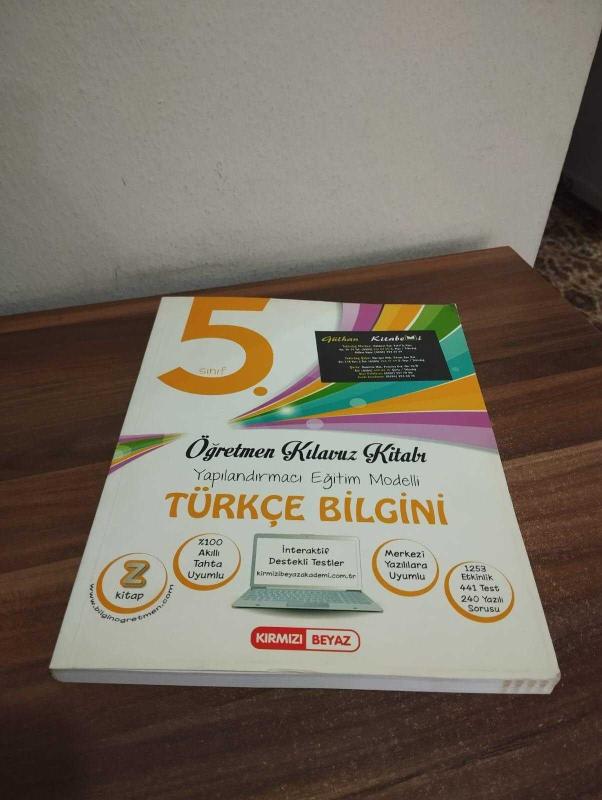 5.
sınıf
Gülhan Kitabevi
Öğretmen Kılavuz Kitabı
Yapılandırmacı Eğitim Modelli
TÜRKÇE BİLGİNİ
Z
kitap
www.bilginogretmen.com
%100
Akıllı
Tahta
Uyumlu
İnteraktif
Destekli Testler
kirmizibeyazakademi.com.tr
Merkezi
Yazılılara
Uyumlu
1253
Etkinlik
441 Test
240 Yazılı
Sorusu
KIRMIZI BEYAZ